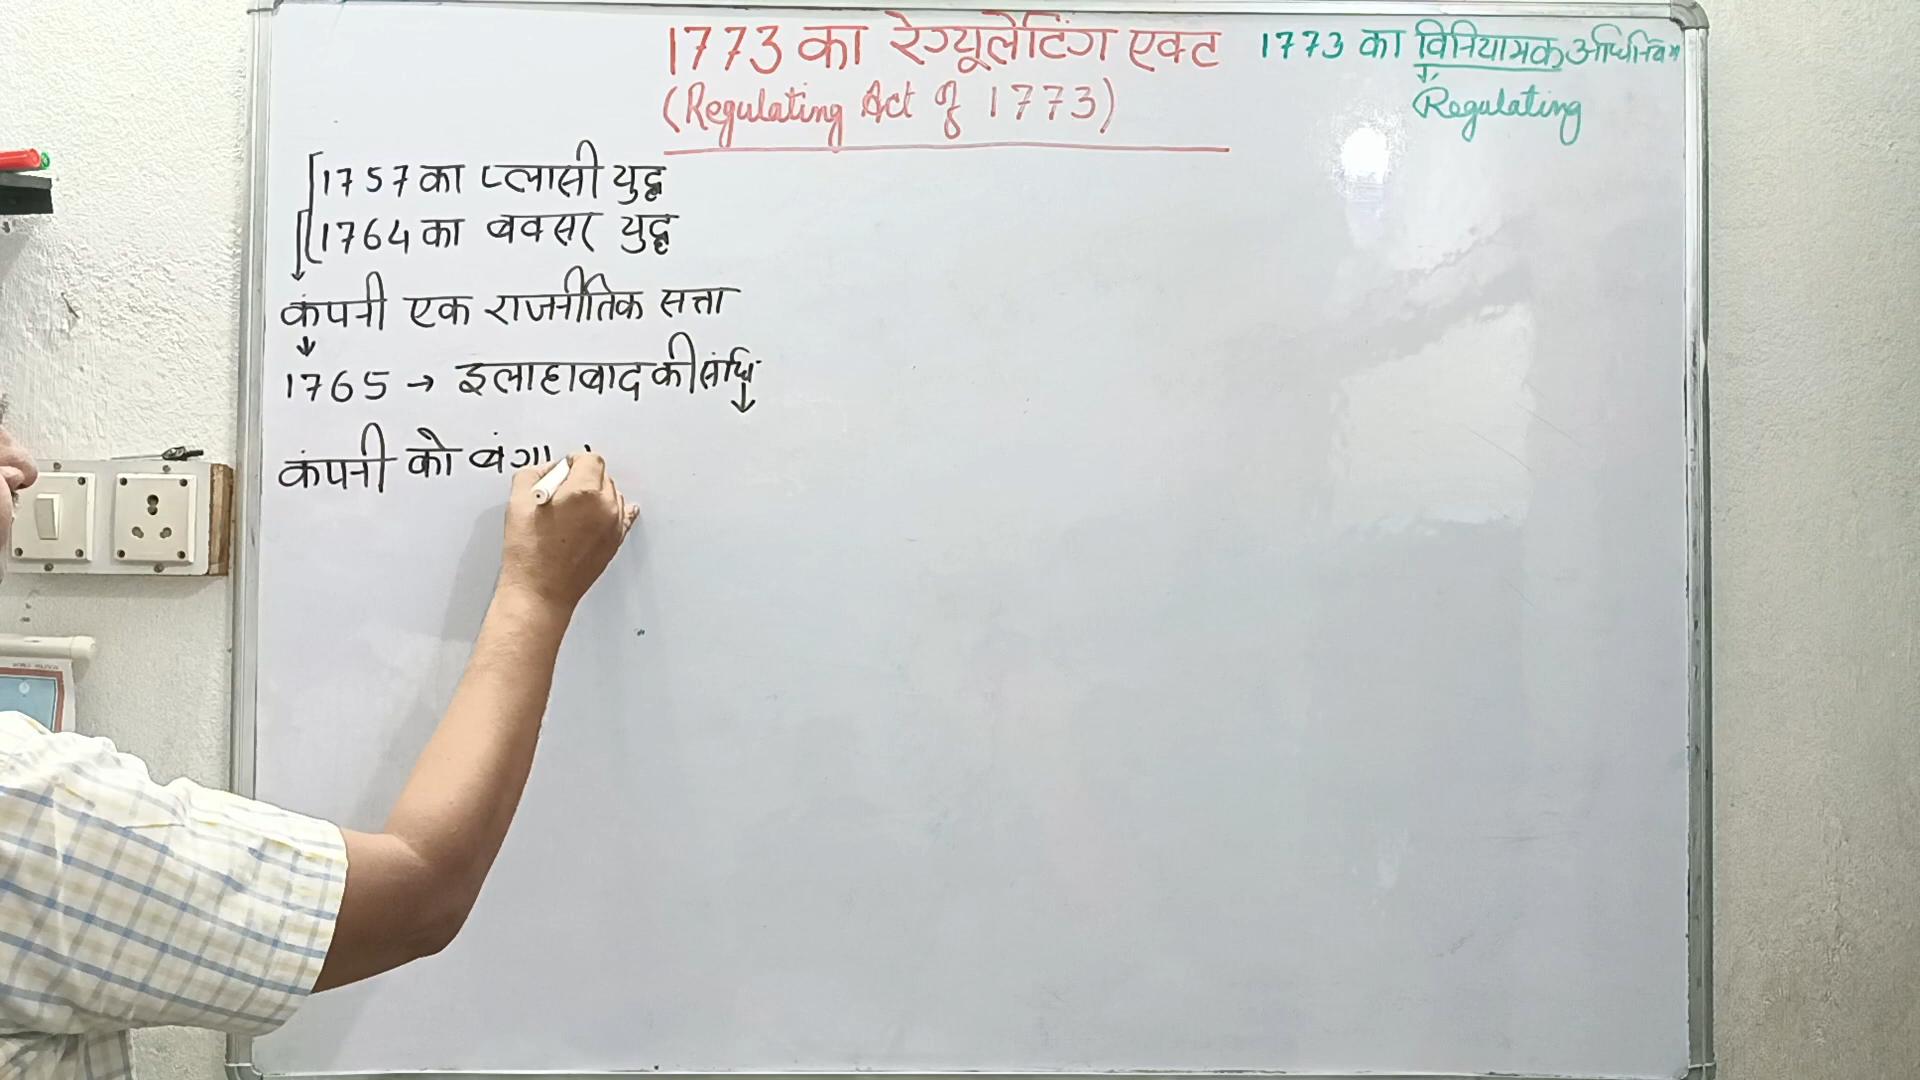 1773 का रेग्यूलेटिंग एक्ट
(Regulating Act of 1773)
1773 का विनियामक अधिनियम
Regulating
1757 का प्लासी युद्ध
1764 का बक्सर युद्ध
कंपनी एक राजनीतिक सत्ता
1765 → इलाहाबाद की संधि
कंपनी को